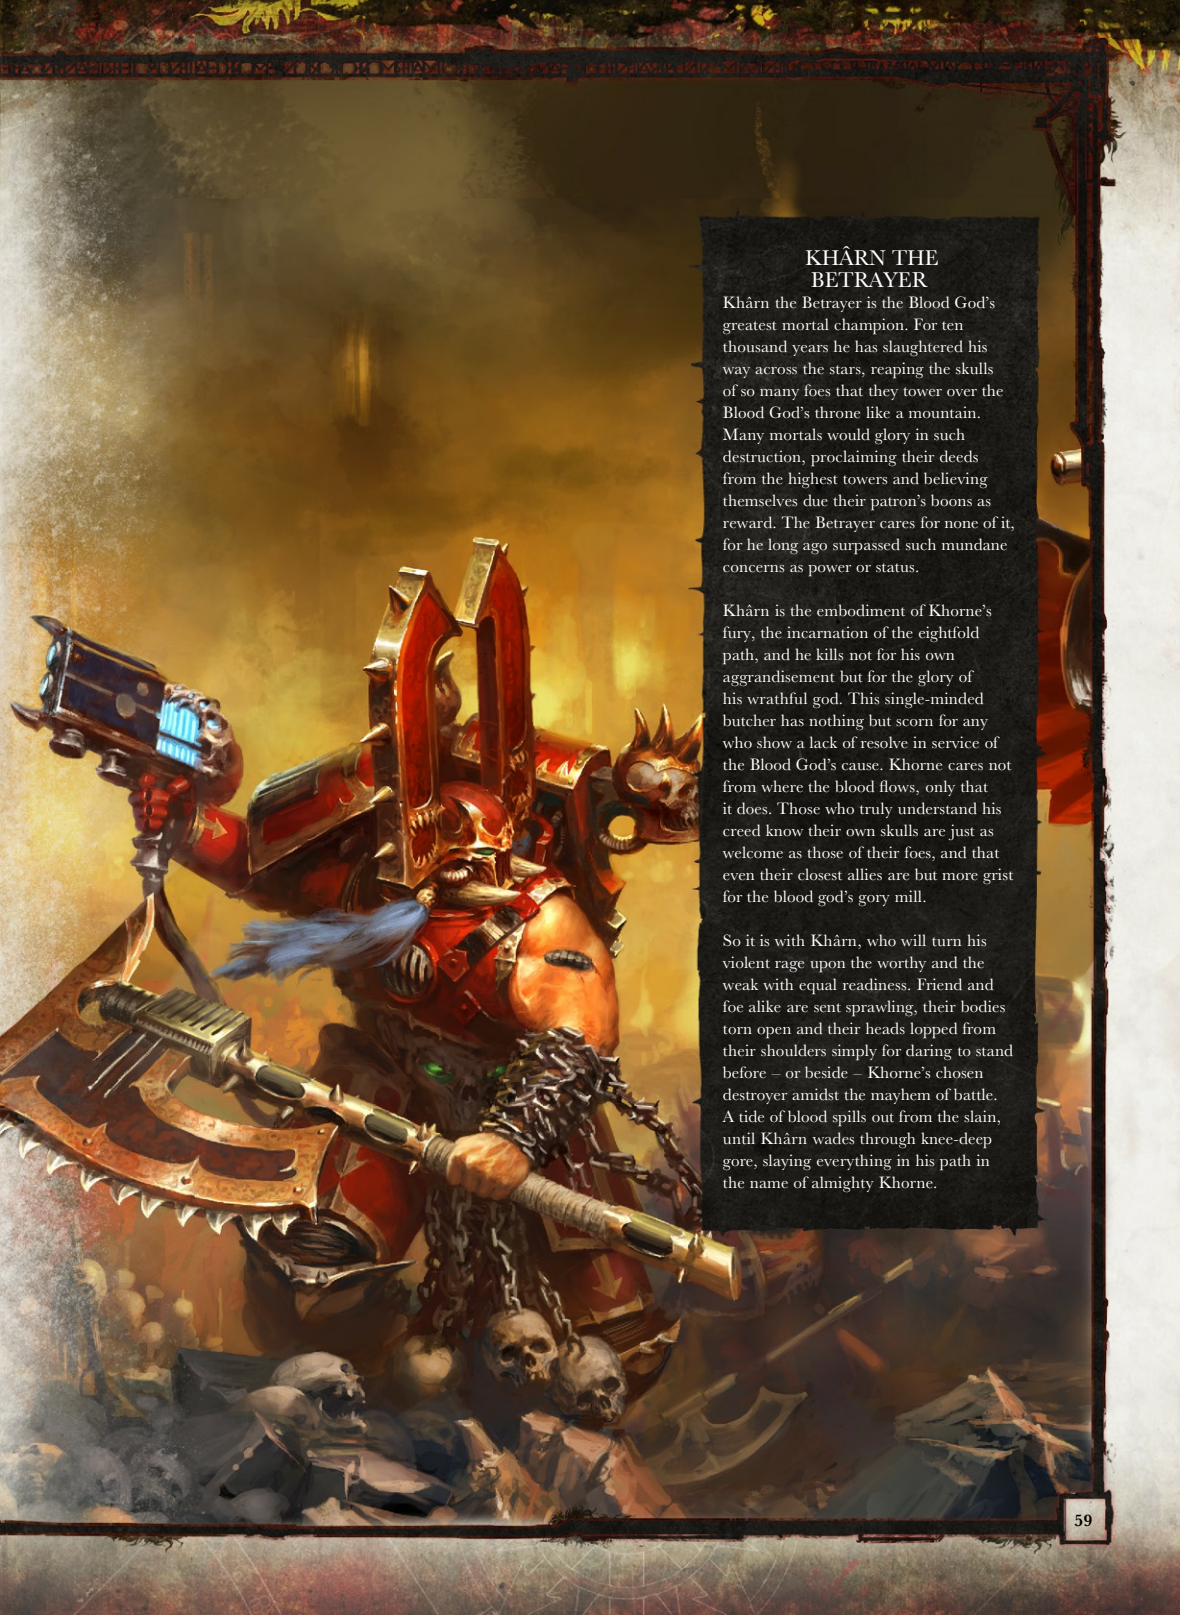 KHÂRN THE
BETRAYER
Khârn the Betrayer is the Blood God’s
greatest mortal champion. For ten
thousand years he has slaughtered his
way across the stars, reaping the skulls
of so many foes that they tower over the
Blood God’s throne like a mountain.
Many mortals would glory in such
destruction, proclaiming their deeds
from the highest towers and believing
themselves due their patron’s boons as
reward. The Betrayer cares for none of it,
for he long ago surpassed such mundane
concerns as power or status.
Khârn is the embodiment of Khorne’s
fury, the incarnation of the eightfold
path, and he kills not for his own
aggrandisement but for the glory of
his wrathful god. This single-minded
butcher has nothing but scorn for any
who show a lack of resolve in service of
the Blood God’s cause. Khorne cares not
from where the blood flows, only that
it does. Those who truly understand his
creed know their own skulls are just as
welcome as those of their foes, and that
even their closest allies are but more grist
for the blood god’s gory mill.
So it is with Khârn, who will turn his
violent rage upon the worthy and the
weak with equal readiness. Friend and
foe alike are sent sprawling, their bodies
torn open and their heads lopped from
their shoulders simply for daring to stand
before – or beside – Khorne’s chosen
destroyer amidst the mayhem of battle.
A tide of blood spills out from the slain,
until Khârn wades through knee-deep
gore, slaying everything in his path in
the name of almighty Khorne.
59